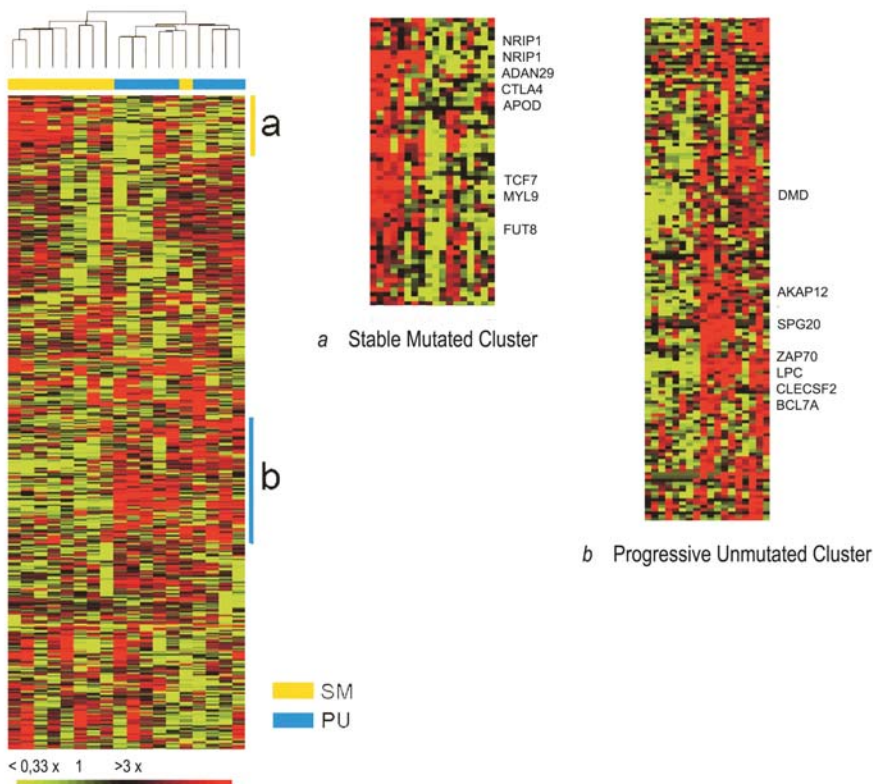 a
b
SM
PU
< 0,33 x 1 >3 x
NRIP1
NRIP1
ADAN29
CTLA4
APOD
TCF7
MYL9
FUT8
a Stable Mutated Cluster
DMD
AKAP12
SPG20
ZAP70
LPC
CLECSF2
BCL7A
b Progressive Unmutated Cluster